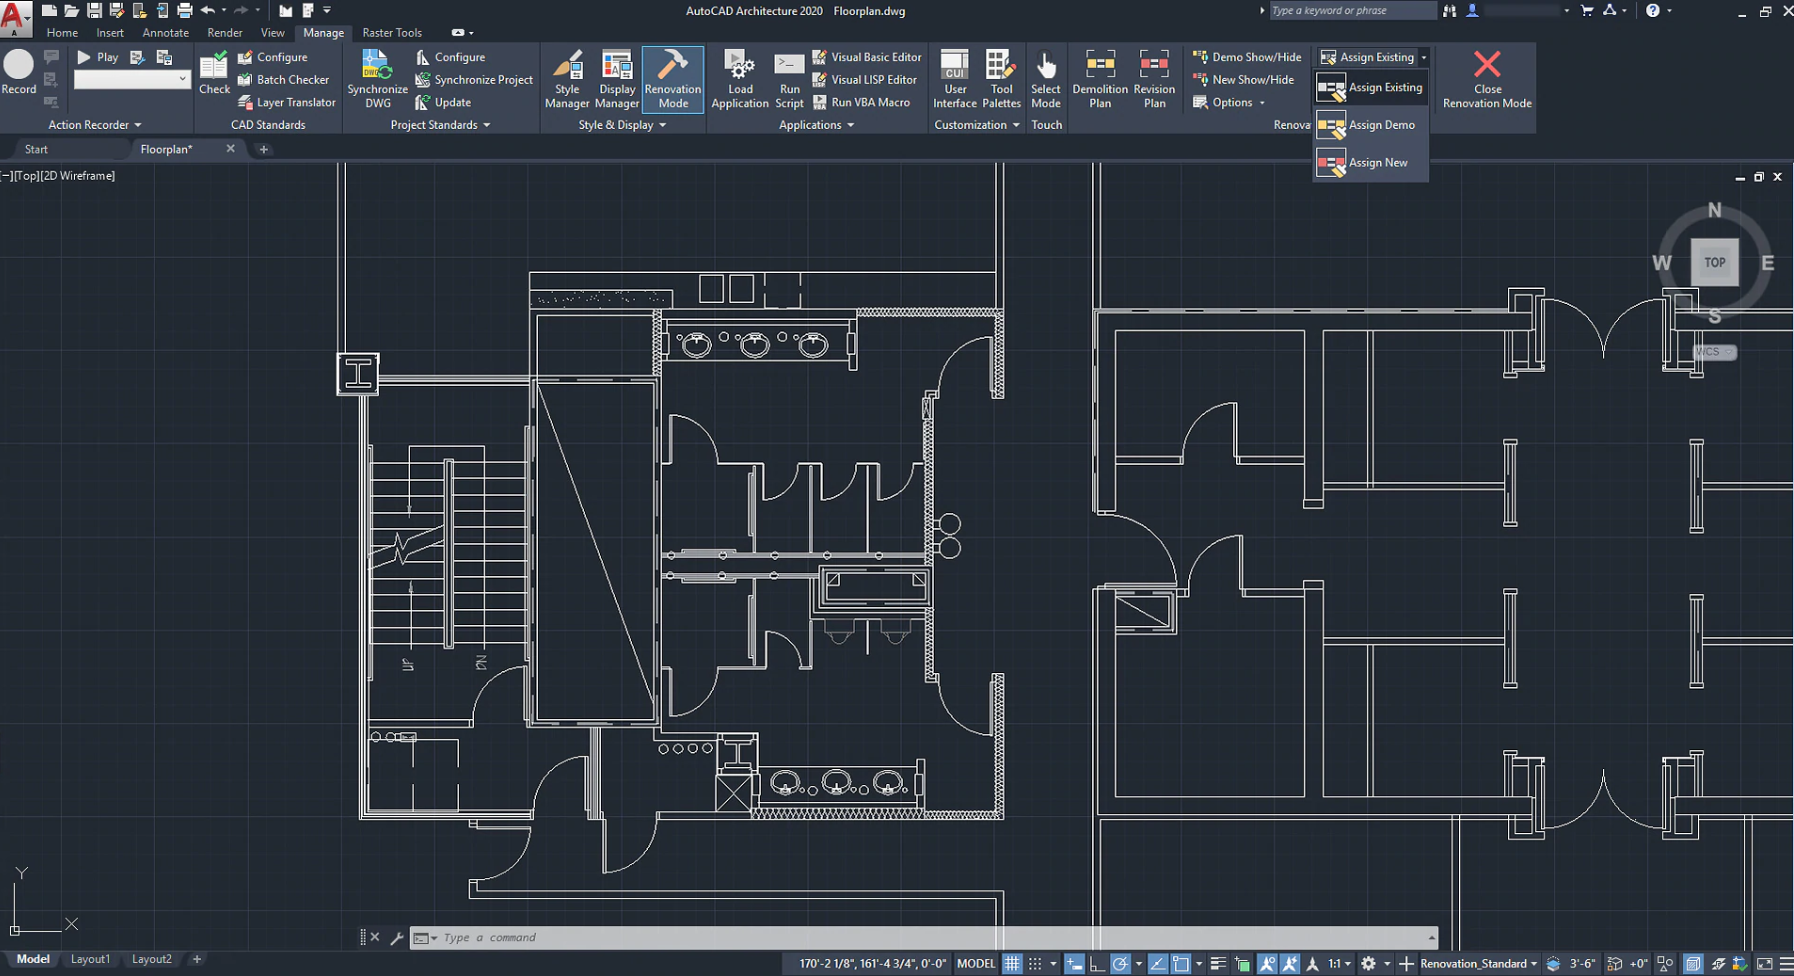 AutoCAD Architecture 2020 Floorplan.dwg
Type a keyword or phrase
Home Insert Annotate Render View Manage Raster Tools
Record
Play
Action Recorder
Check
Configure
Batch Checker
Layer Translator
CAD Standards
Synchronize DWG
Configure
Synchronize Project
Update
Project Standards
Style Manager
Display Manager
Renovation Mode
Style & Display
Load Application
Run Script
Visual Basic Editor
Visual LISP Editor
Run VBA Macro
Applications
User Interface
Tool Palettes
Customization
Select Mode
Touch
Demolition Plan
Revision Plan
Demo Show/Hide
New Show/Hide
Options
Renova
Assign Existing
Assign Existing
Assign Demo
Assign New
Close Renovation Mode
Start
Floorplan*
[−][Top][2D Wireframe]
N
W TOP E
S
WCS
UP
DN
Y
X
Type a command
Model Layout1 Layout2 +
170'-2 1/8", 161'-4 3/4", 0'-0" MODEL
1:1
Renovation_Standard
3'-6"
+0"